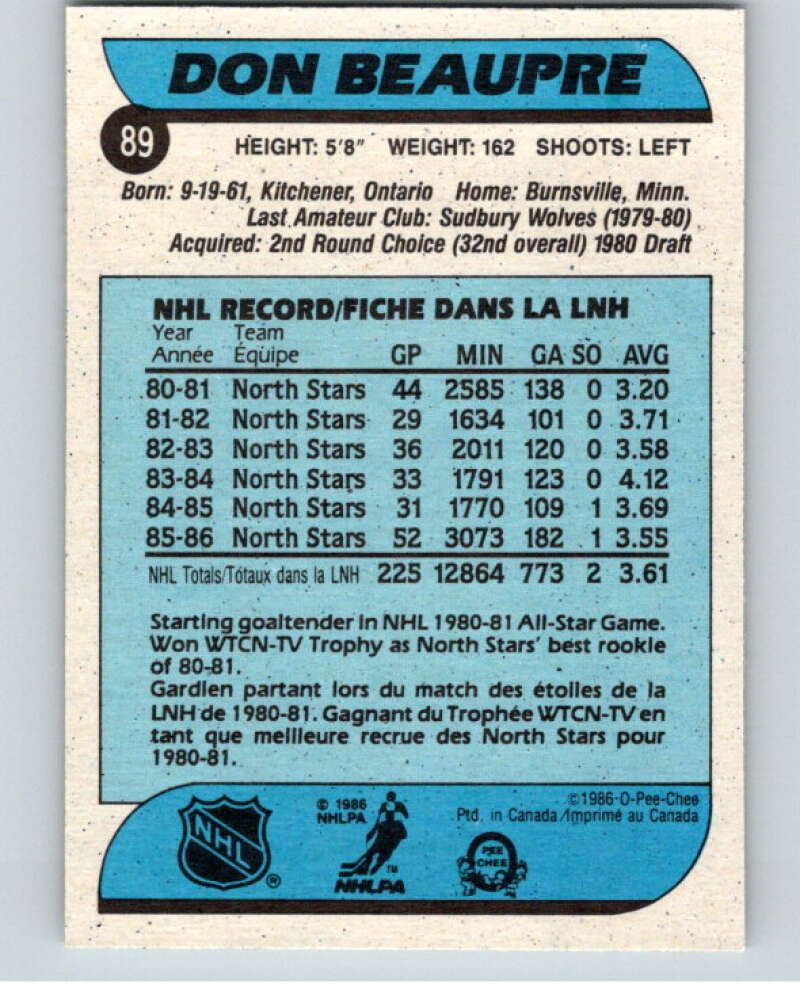 DON BEAUPRE
89
HEIGHT: 5'8" WEIGHT: 162 SHOOTS: LEFT
Born: 9-19-61, Kitchener, Ontario Home: Burnsville, Minn.
Last Amateur Club: Sudbury Wolves (1979-80)
Acquired: 2nd Round Choice (32nd overall) 1980 Draft
NHL RECORD/FICHE DANS LA LNH
Year Team
Année Équipe GP MIN GA SO AVG
80-81 North Stars 44 2585 138 0 3.20
81-82 North Stars 29 1634 101 0 3.71
82-83 North Stars 36 2011 120 0 3.58
83-84 North Stars 33 1791 123 0 4.12
84-85 North Stars 31 1770 109 1 3.69
85-86 North Stars 52 3073 182 1 3.55
NHL Totals/Totaux dans la LNH 225 12864 773 2 3.61
Starting goaltender in NHL 1980-81 All-Star Game.
Won WTCN-TV Trophy as North Stars' best rookie
of 80-81.
Gardien partant lors du match des étoiles de la
LNH de 1980-81. Gagnant du Trophée WTCN-TV en
tant que meilleure recrue des North Stars pour
1980-81.
NHL ®
© 1986
NHLPA
TM
NHLPA
©1986 O-Pee-Chee
Ptd. in Canada/Imprimé au Canada
O
PEE
CHEE